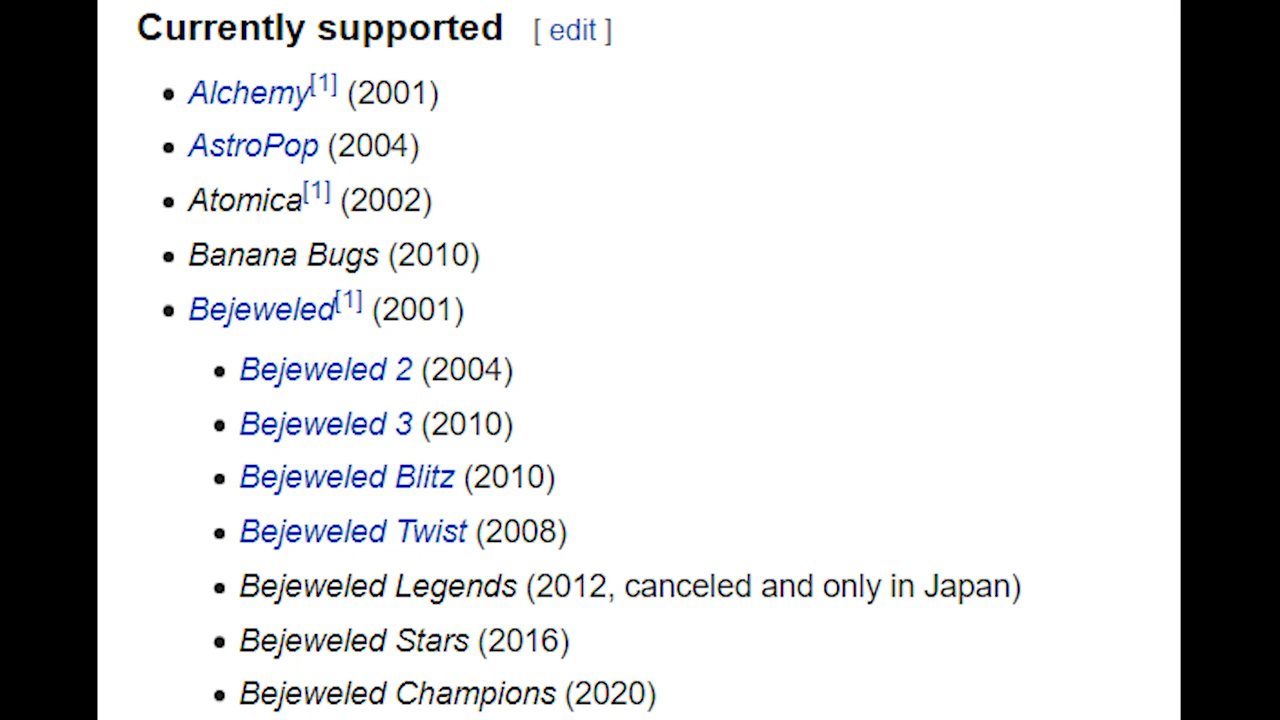 Currently supported [ edit ]
• Alchemy[1] (2001)
• AstroPop (2004)
• Atomica[1] (2002)
• Banana Bugs (2010)
• Bejeweled[1] (2001)
• Bejeweled 2 (2004)
• Bejeweled 3 (2010)
• Bejeweled Blitz (2010)
• Bejeweled Twist (2008)
• Bejeweled Legends (2012, canceled and only in Japan)
• Bejeweled Stars (2016)
• Bejeweled Champions (2020)